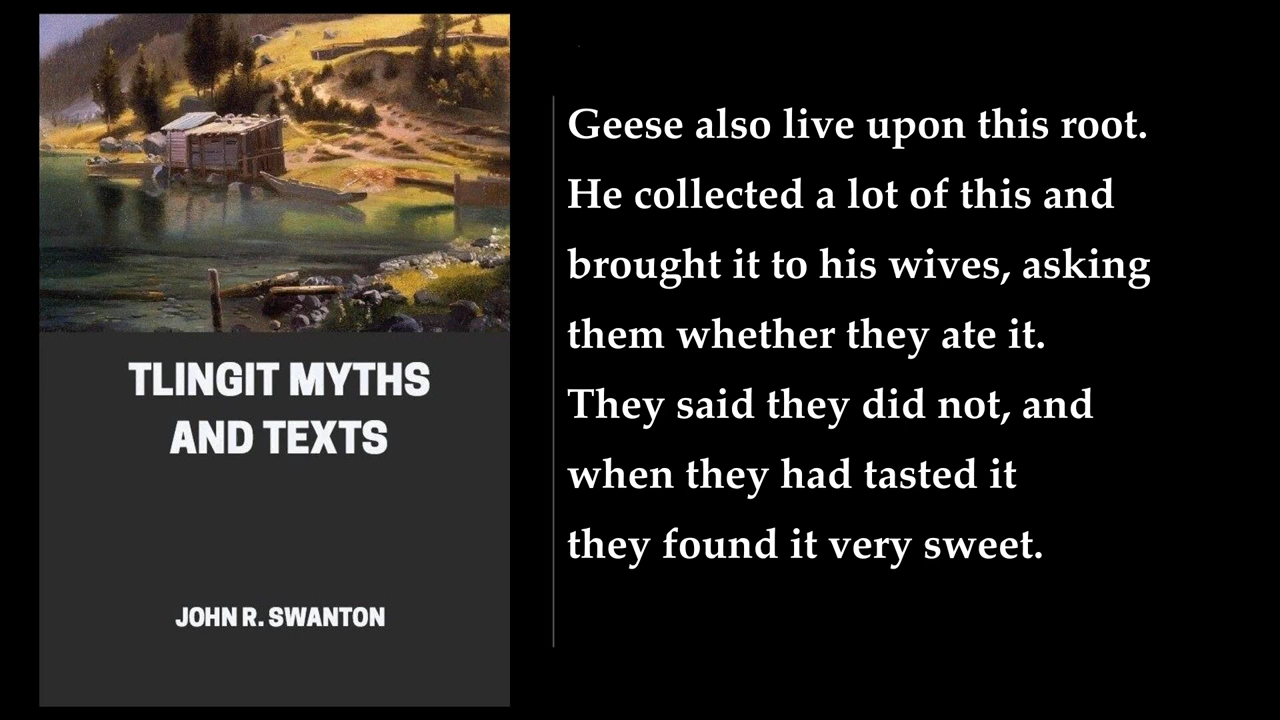 TLINGIT MYTHS
AND TEXTS
JOHN R. SWANTON
Geese also live upon this root.
He collected a lot of this and
brought it to his wives, asking
them whether they ate it.
They said they did not, and
when they had tasted it
they found it very sweet.